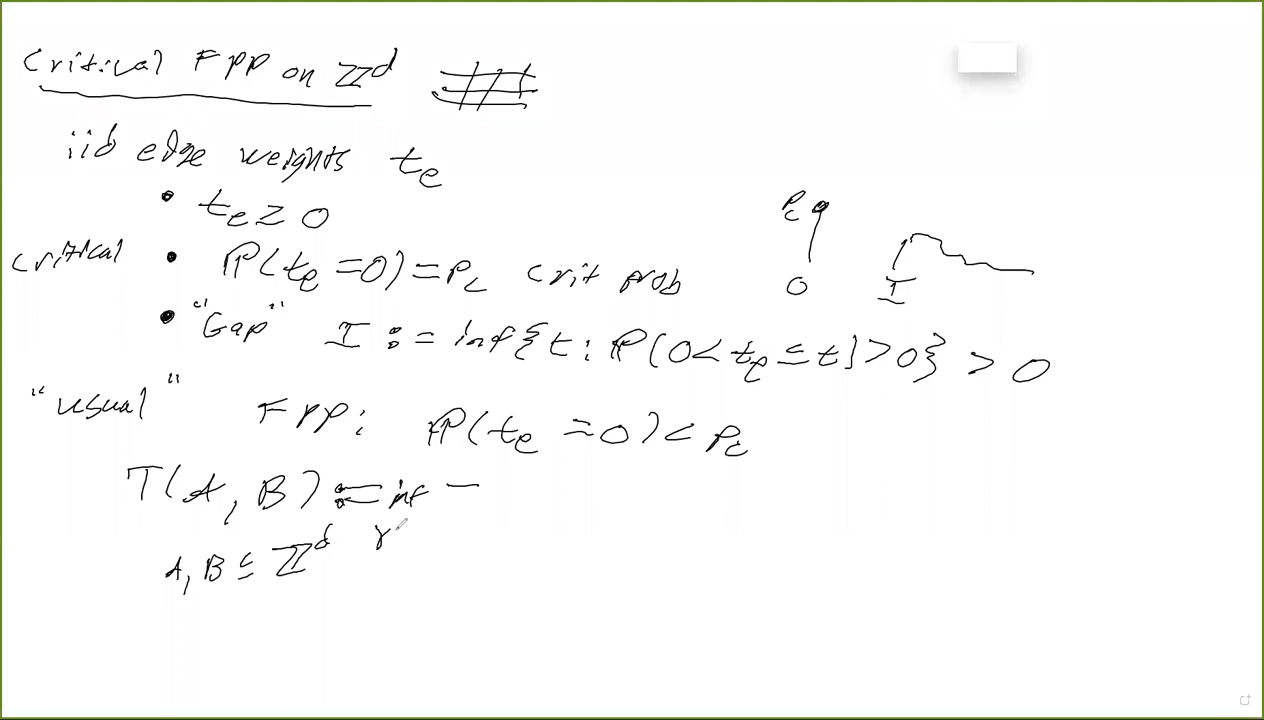 Critical FPP on ℤ^d
iid edge weights t_e
• t_e ≥ 0
critical • ℙ(t_e = 0) = p_c crit prob
P_c
0 I
• "Gap" I := inf{t : ℙ(0 < t_e ≤ t) > 0} > 0
"usual" FPP: ℙ(t_e = 0) < p_c
T(A, B) := inf
A, B ⊆ ℤ^d γ: